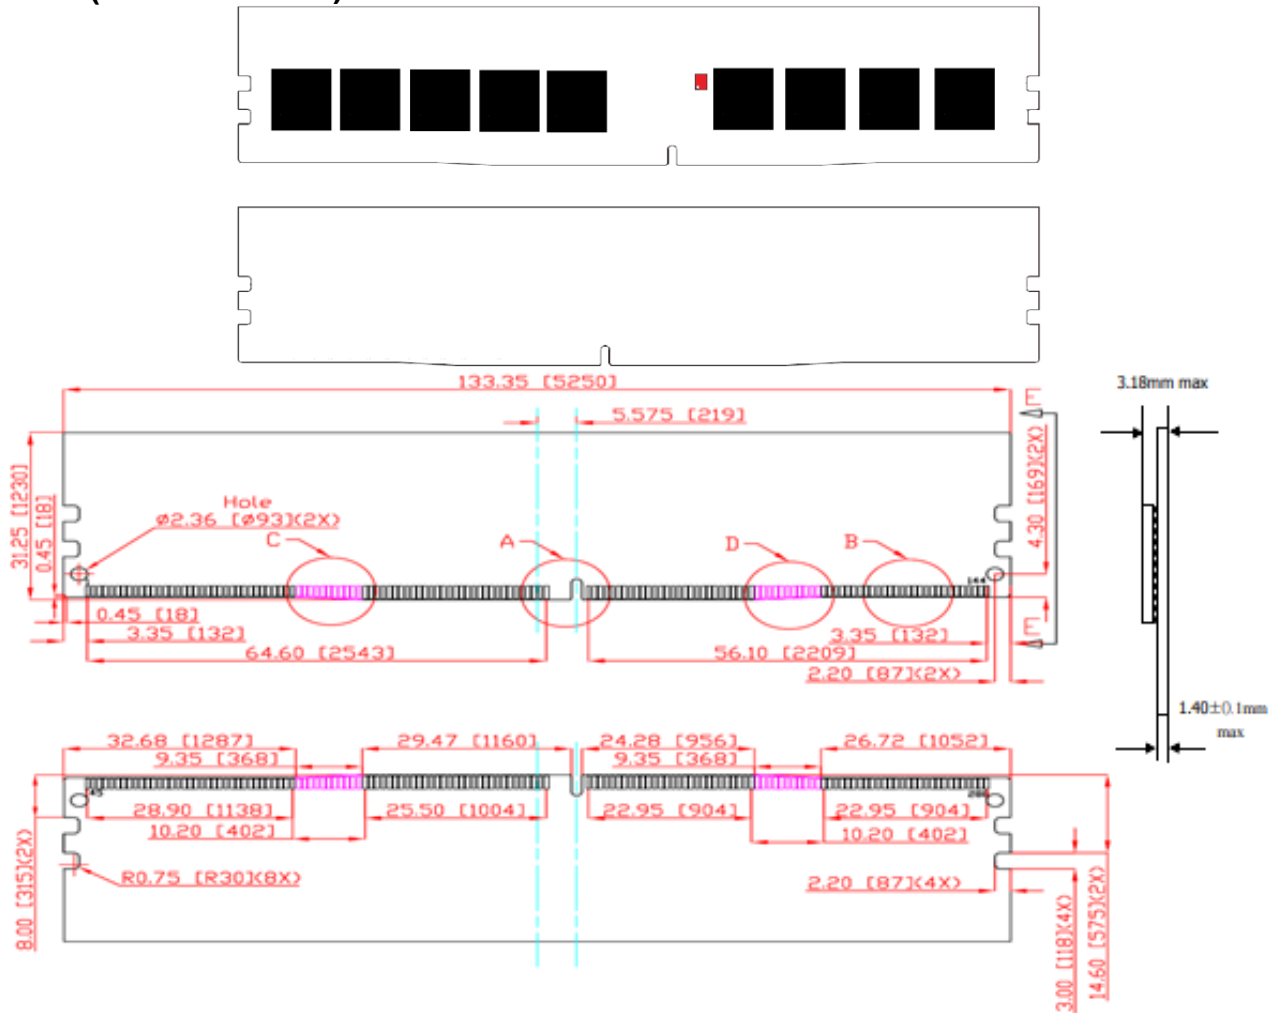 133.35 [5250]
3.18mm max
5.575 [219]
E
31.25 [1230]
0.45 [18]
Hole
Ø2.36 [Ø93](2X)
C
A
D
B
4.30 [169](2X)
144
0.45 [18]
3.35 [132]
3.35 [132]
E
64.60 [2543]
56.10 [2209]
2.20 [87](2X)
1.40±0.1mm
max
32.68 [1287]
29.47 [1160]
24.28 [956]
26.72 [1052]
9.35 [368]
9.35 [368]
145
288
28.90 [1138]
25.50 [1004]
22.95 [904]
22.95 [904]
10.20 [402]
10.20 [402]
8.00 [315](2X)
R0.75 [R30](8X)
2.20 [87](4X)
3.00 [118](4X)
14.60 [575](2X)